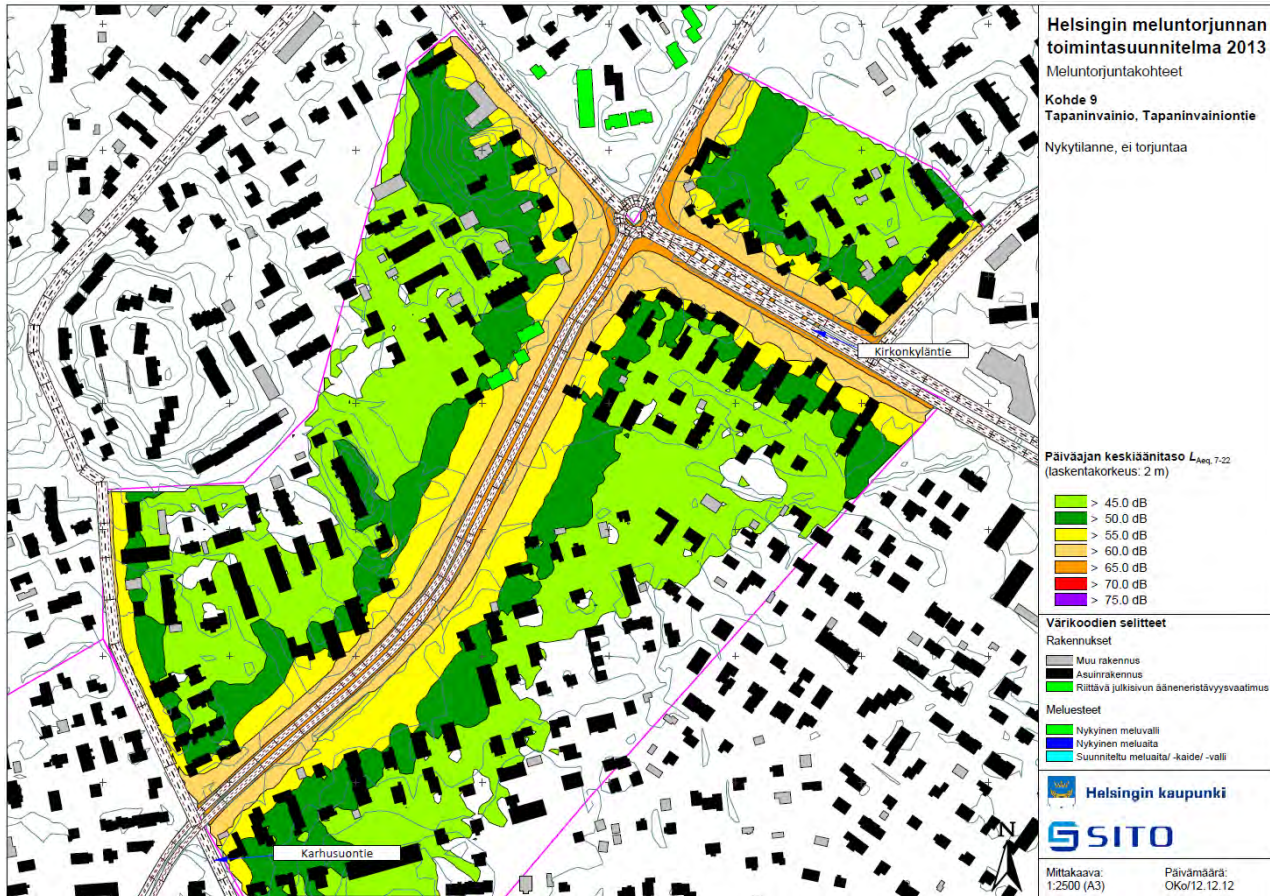 Helsingin meluntorjunnan
toimintasuunnitelma 2013
Meluntorjuntakohteet
Kohde 9
Tapaninvainio, Tapaninvainiontie
Nykytilanne, ei torjuntaa
Kirkonkyläntie
Päiväajan keskiäänitaso LAeq, 7-22
(laskentakorkeus: 2 m)
> 45.0 dB
> 50.0 dB
> 55.0 dB
> 60.0 dB
> 65.0 dB
> 70.0 dB
> 75.0 dB
Värikoodien selitteet
Rakennukset
Muu rakennus
Asuinrakennus
Riittävä julkisivun ääneneristävyysvaatimus
Meluesteet
Nykyinen meluvalli
Nykyinen meluaita
Suunniteltu meluaita/ -kaide/ -valli
Helsingin kaupunki
SITO
N
Karhusuontie
Mittakaava: Päivämäärä:
1:2500 (A3) OKo/12.12.12